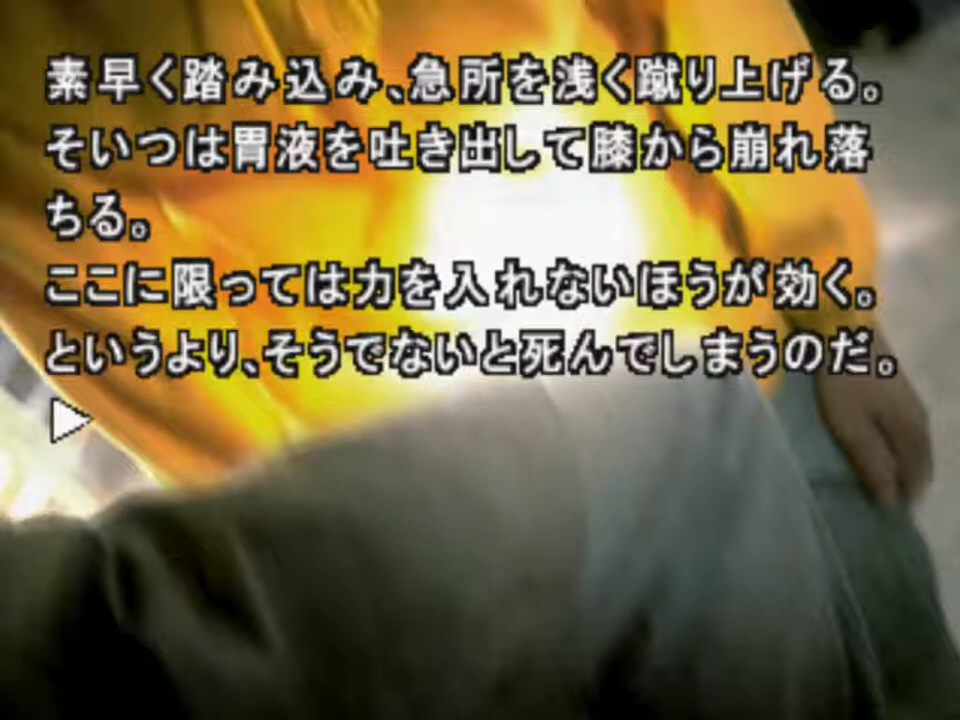 素早く踏み込み、急所を浅く蹴り上げる。
そいつは胃液を吐き出して膝から崩れ落
ちる。
ここに限っては力を入れないほうが効く。
というより、そうでないと死んでしまうのだ。